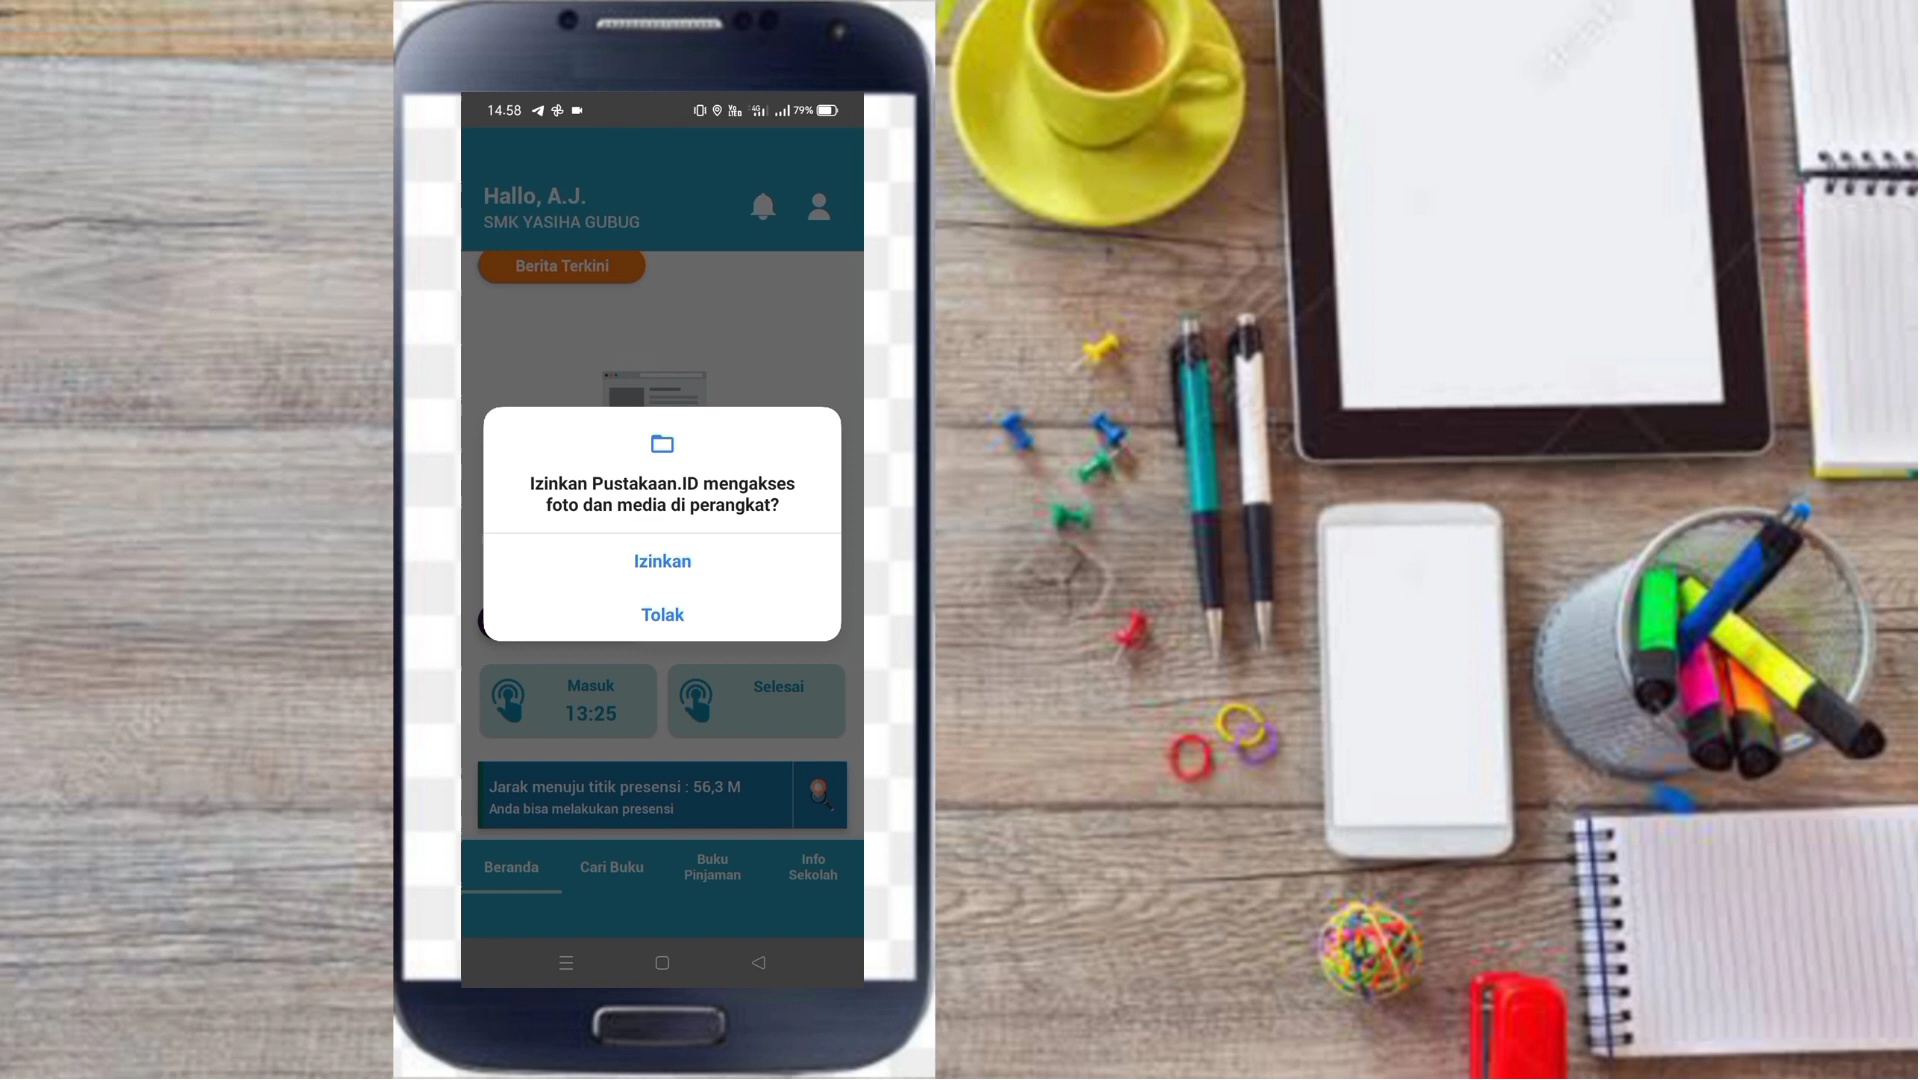 14.58
79%
Hallo, A.J.
SMK YASIHA GUBUG
Berita Terkini
Izinkan Pustakaan.ID mengakses
foto dan media di perangkat?
Izinkan
Tolak
Masuk
13:25
Selesai
Jarak menuju titik presensi : 56,3 M
Anda bisa melakukan presensi
Beranda
Cari Buku
Buku
Pinjaman
Info
Sekolah